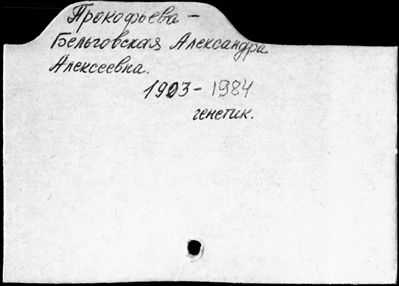 Прокофьева -
Бельговская Александра
Алексеевна.
1903 - 1984
генетик.